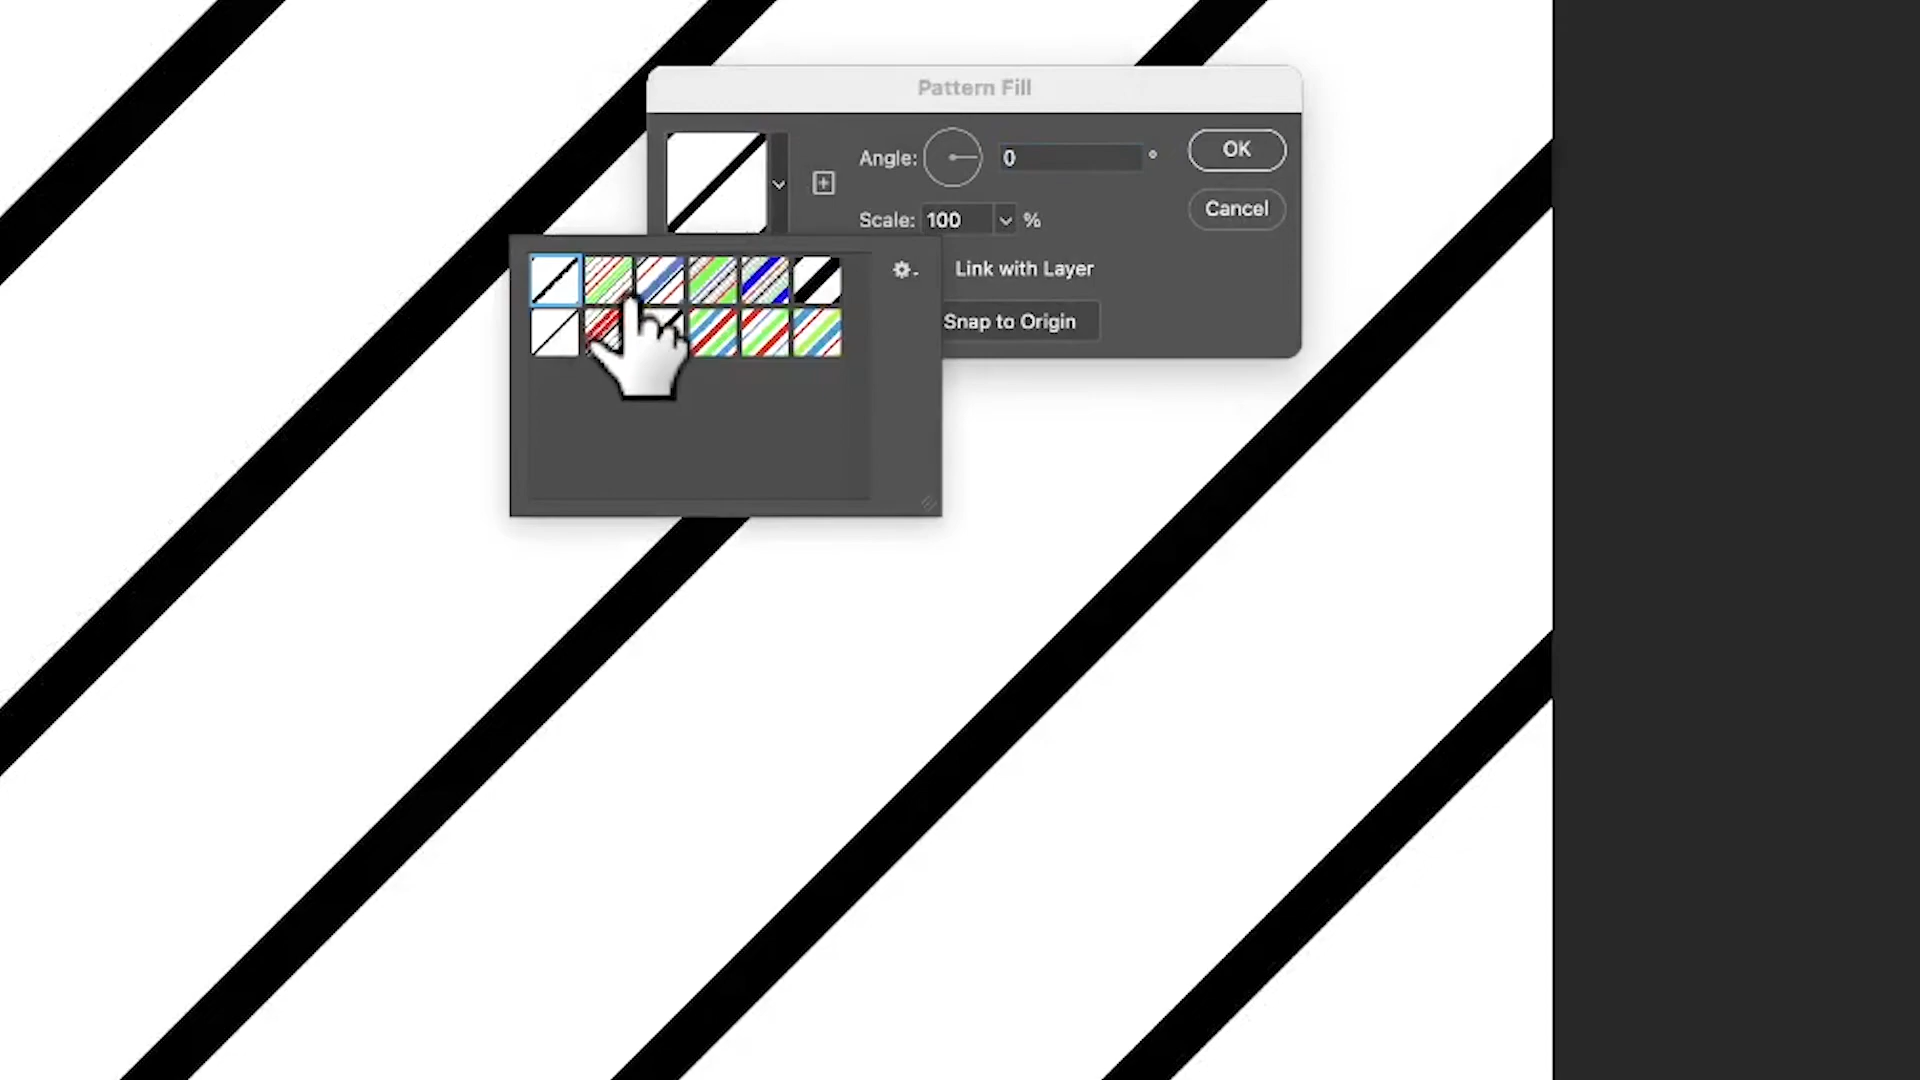 Pattern Fill
Angle: 0 °
OK
Scale: 100 %
Cancel
Link with Layer
Snap to Origin